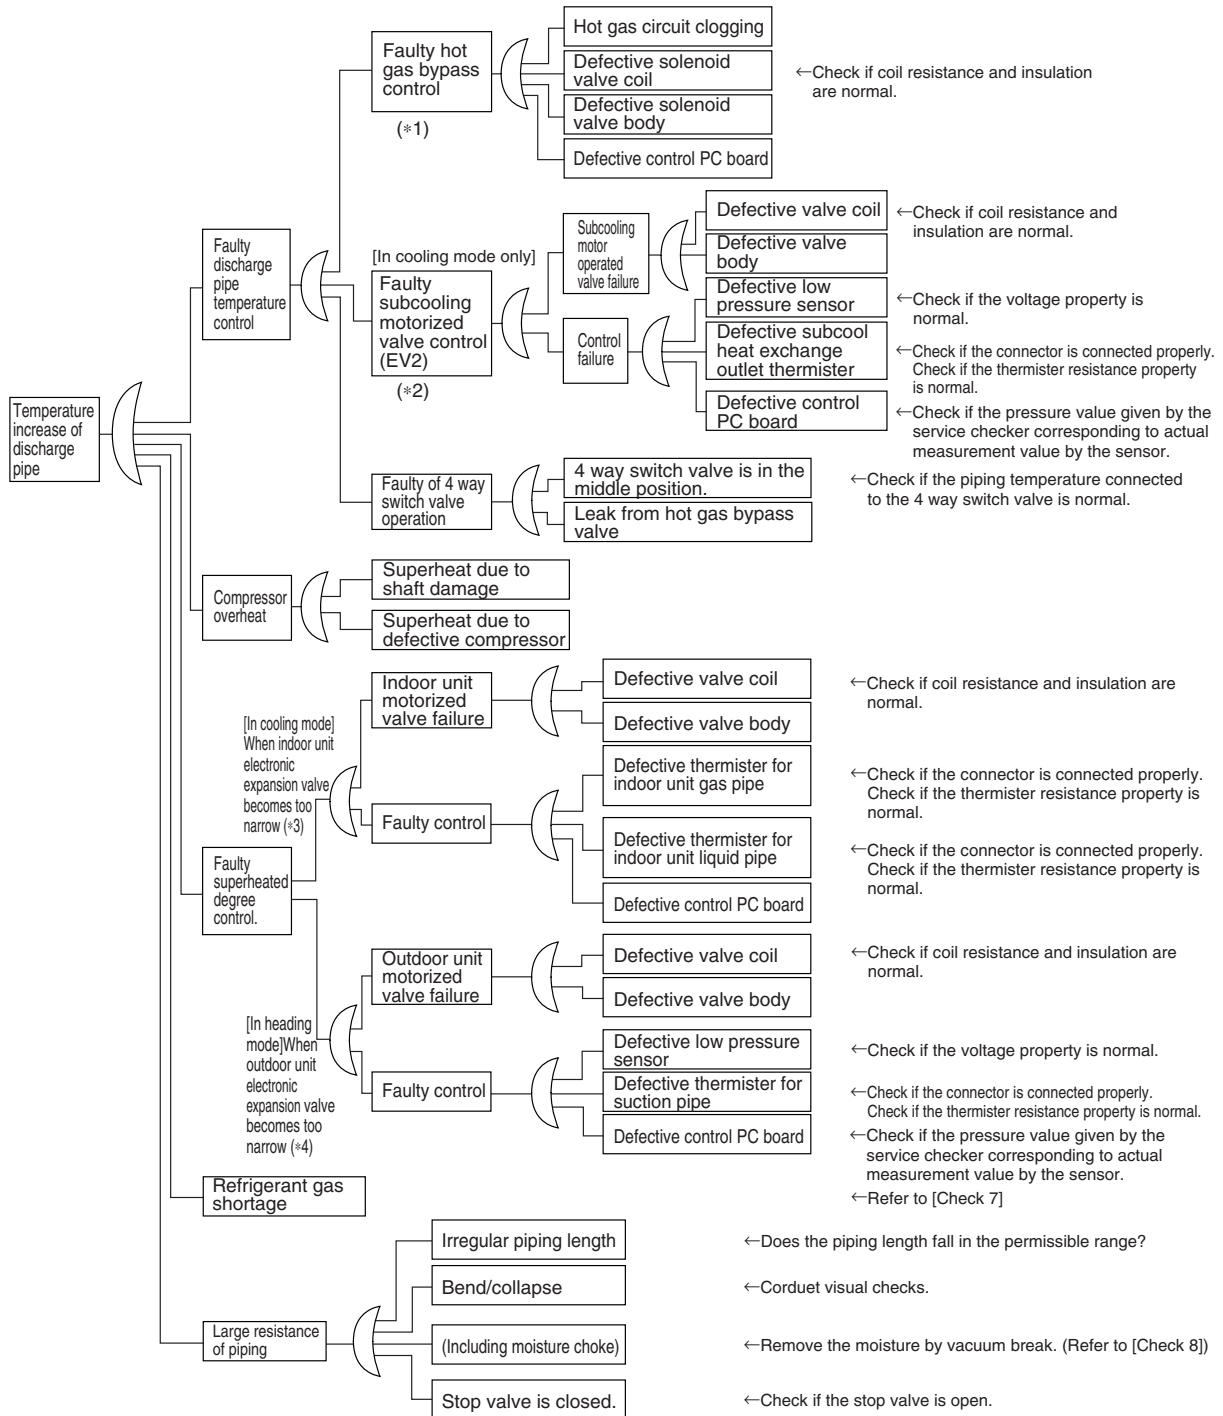 Hot gas circuit clogging
Faulty hot
gas bypass
control
(*1)
Defective solenoid
valve coil
←Check if coil resistance and insulation
are normal.
Defective solenoid
valve body
Defective control PC board
Faulty
discharge
pipe
temperature
control
[In cooling mode only]
Faulty
subcooling
motorized
valve control
(EV2)
(*2)
Subcooling
motor
operated
valve failure
Defective valve coil
←Check if coil resistance and
insulation are normal.
Defective valve
body
Control
failure
Defective low
pressure sensor
←Check if the voltage property is
normal.
Defective subcool
heat exchange
outlet thermister
←Check if the connector is connected properly.
Check if the thermister resistance property
is normal.
Defective control
PC board
←Check if the pressure value given by the
service checker corresponding to actual
measurement value by the sensor.
Temperature
increase of
discharge
pipe
Faulty of 4 way
switch valve
operation
4 way switch valve is in the
middle position.
←Check if the piping temperature connected
to the 4 way switch valve is normal.
Leak from hot gas bypass
valve
Compressor
overheat
Superheat due to
shaft damage
Superheat due to
defective compressor
Faulty
superheated
degree
control.
[In cooling mode]
When indoor unit
electronic
expansion valve
becomes too
narrow (*3)
Indoor unit
motorized
valve failure
Defective valve coil
←Check if coil resistance and insulation are
normal.
Defective valve body
Faulty control
Defective thermister for
indoor unit gas pipe
←Check if the connector is connected properly.
Check if the thermister resistance property is
normal.
Defective thermister for
indoor unit liquid pipe
←Check if the connector is connected properly.
Check if the thermister resistance property is
normal.
Defective control PC board
[In heading
mode]When
outdoor unit
electronic
expansion valve
becomes too
narrow (*4)
Outdoor unit
motorized
valve failure
Defective valve coil
←Check if coil resistance and insulation are
normal.
Defective valve body
Faulty control
Defective low pressure
sensor
←Check if the voltage property is normal.
Defective thermister for
suction pipe
←Check if the connector is connected properly.
Check if the thermister resistance property is normal.
Defective control PC board
←Check if the pressure value given by the
service checker corresponding to actual
measurement value by the sensor.
Refrigerant gas
shortage
←Refer to [Check 7]
Large resistance
of piping
Irregular piping length
←Does the piping length fall in the permissible range?
Bend/collapse
←Corduet visual checks.
(Including moisture choke)
←Remove the moisture by vacuum break. (Refer to [Check 8])
Stop valve is closed.
←Check if the stop valve is open.